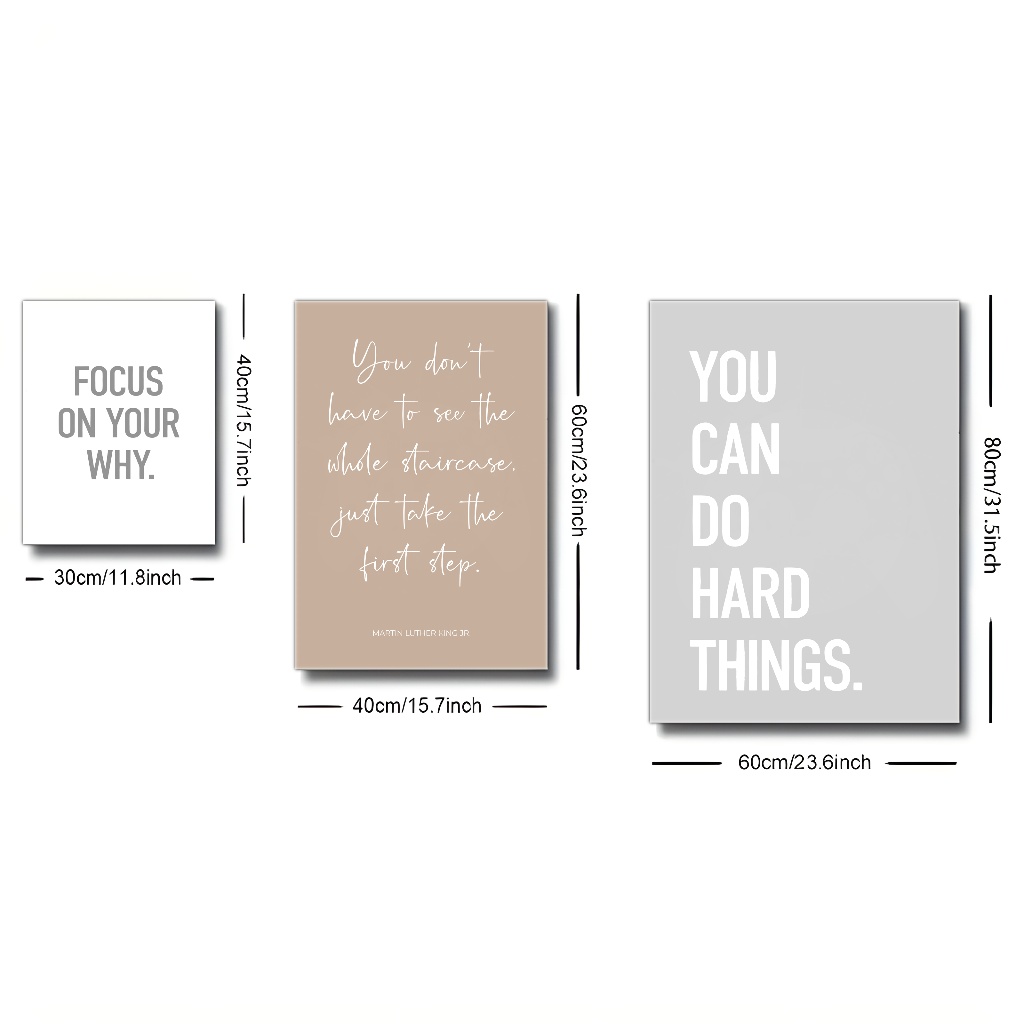 FOCUS
ON YOUR
WHY.
40cm/15.7inch
30cm/11.8inch
You don't
have to see the
whole staircase,
just take the
first step.
MARTIN LUTHER KING JR.
60cm/23.6inch
40cm/15.7inch
YOU
CAN
DO
HARD
THINGS.
80cm/31.5inch
60cm/23.6inch